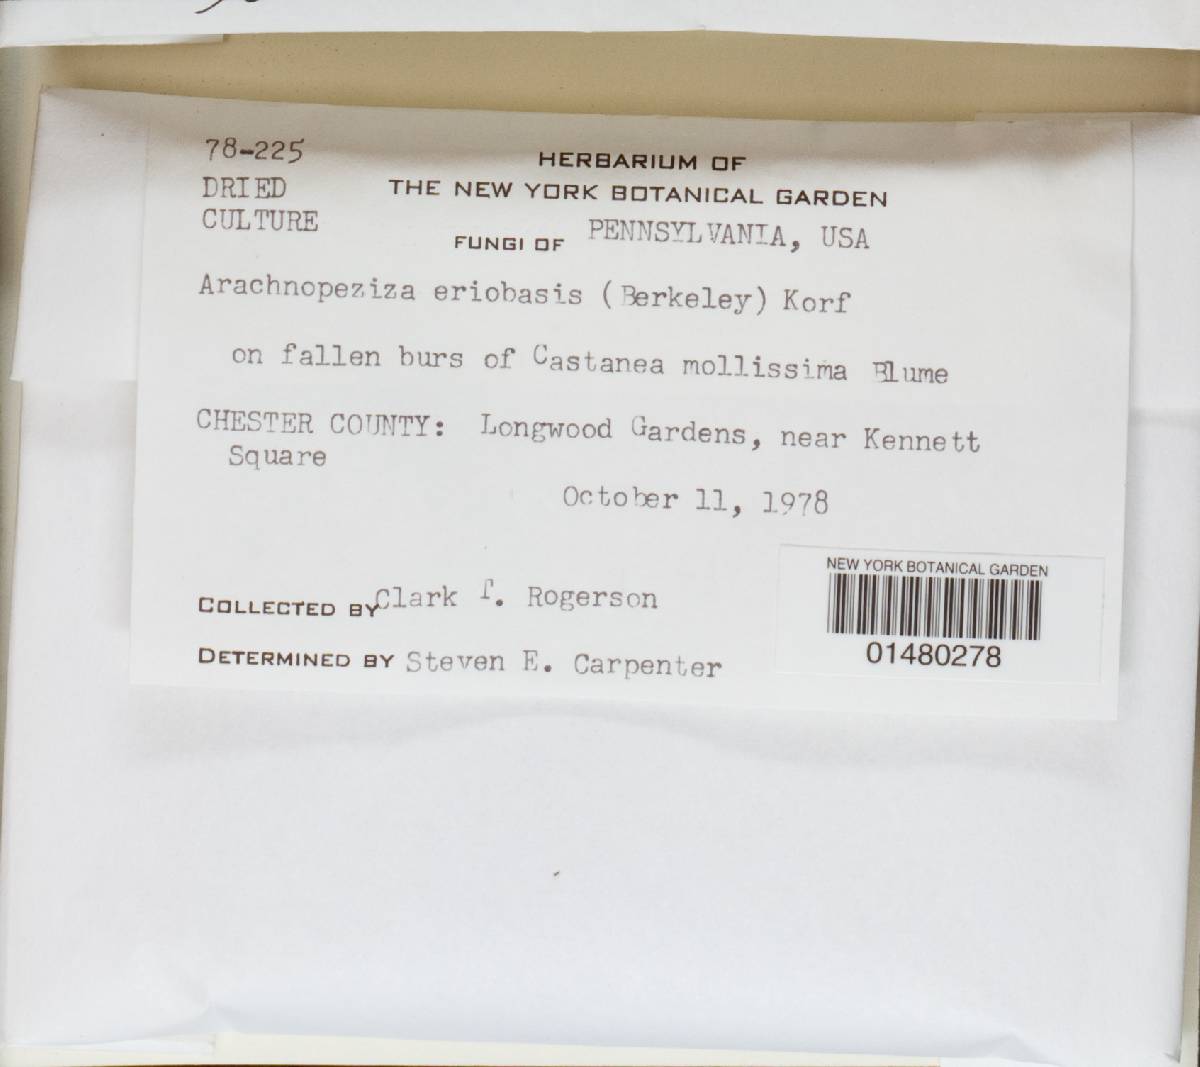 78-225
DRIED
CULTURE
HERBARIUM OF
THE NEW YORK BOTANICAL GARDEN
FUNGI OF PENNSYLVANIA, USA
Arachnopeziza eriobasis (Berkeley) Korf
on fallen burs of Castanea mollissima Blume
CHESTER COUNTY: Longwood Gardens, near Kennett
Square
October 11, 1978
COLLECTED BY Clark T. Rogerson
DETERMINED BY Steven E. Carpenter
NEW YORK BOTANICAL GARDEN
01480278